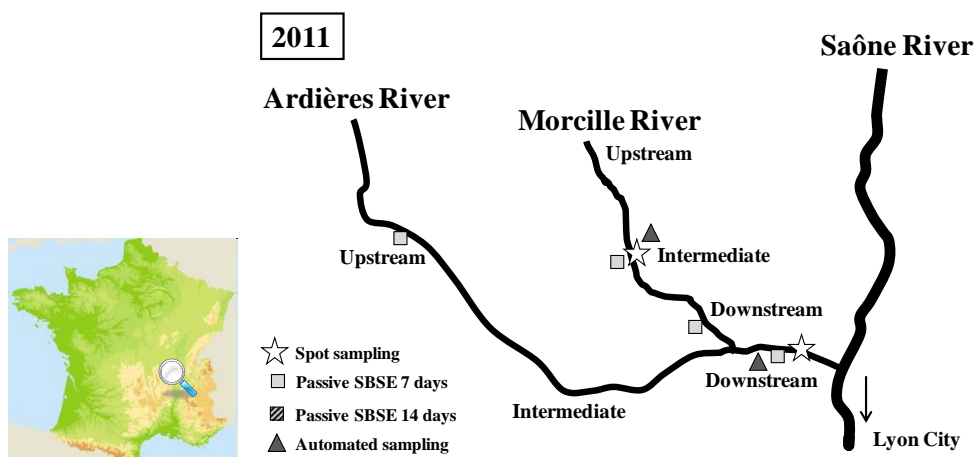 2011
Saône River
Ardières River
Morcille River
Upstream
Upstream
Intermediate
Downstream
Spot sampling
Passive SBSE 7 days
Downstream
Intermediate
Passive SBSE 14 days
Automated sampling
Lyon City